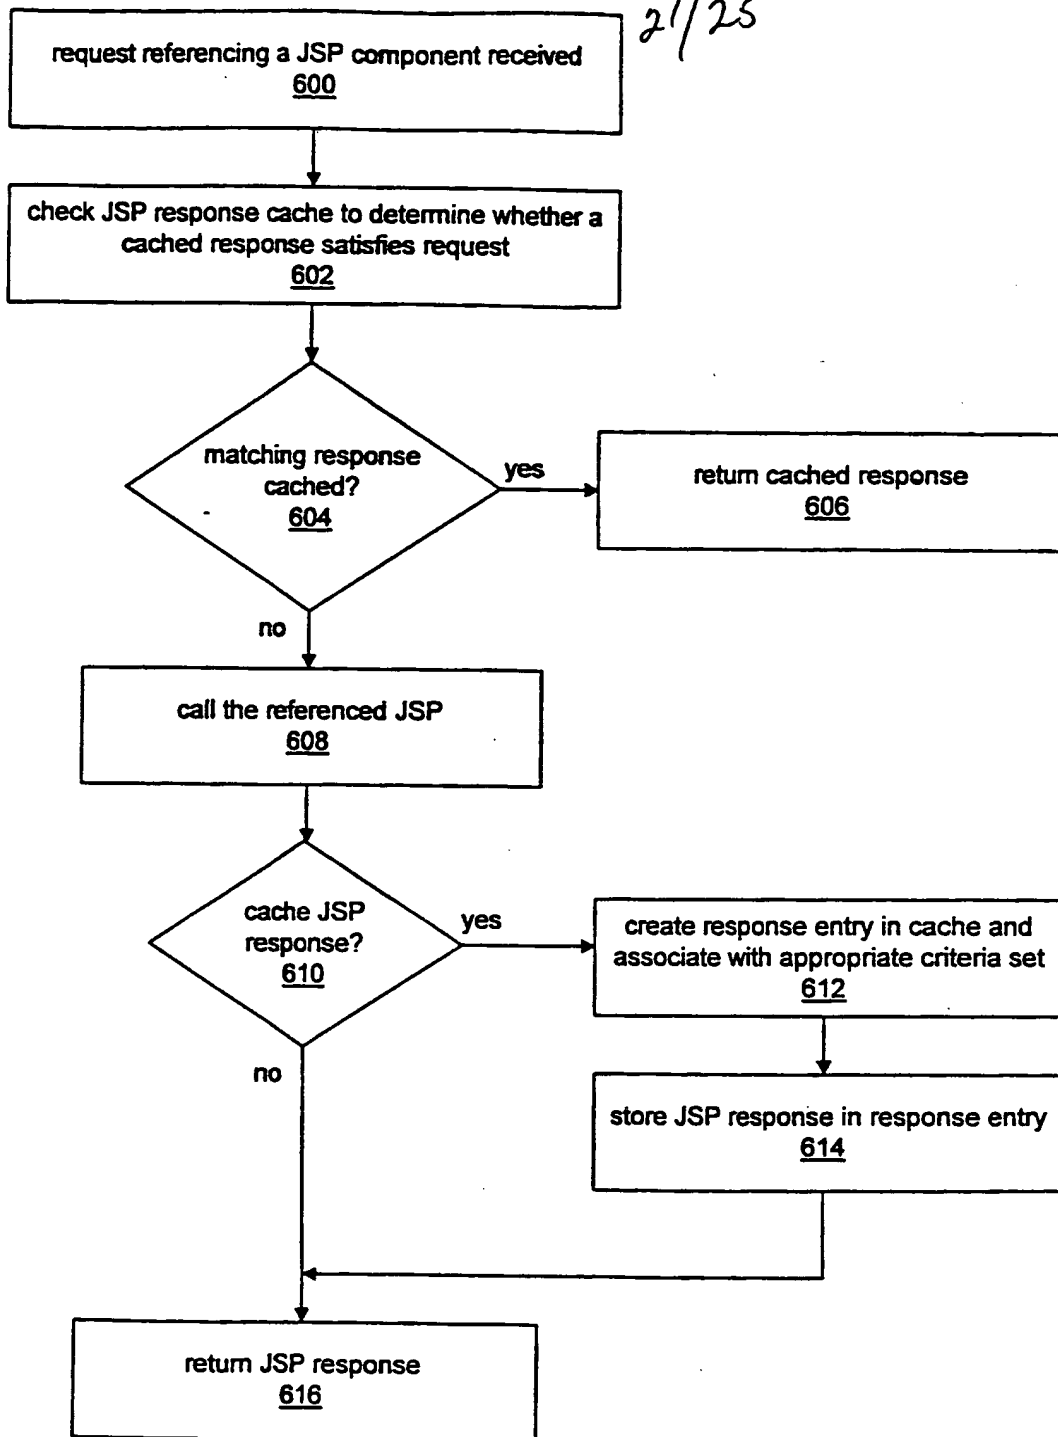 21/25
request referencing a JSP component received
600
check JSP response cache to determine whether a
cached response satisfies request
602
matching response
cached?
604
yes
return cached response
606
no
call the referenced JSP
608
cache JSP
response?
610
yes
create response entry in cache and
associate with appropriate criteria set
612
no
store JSP response in response entry
614
return JSP response
616